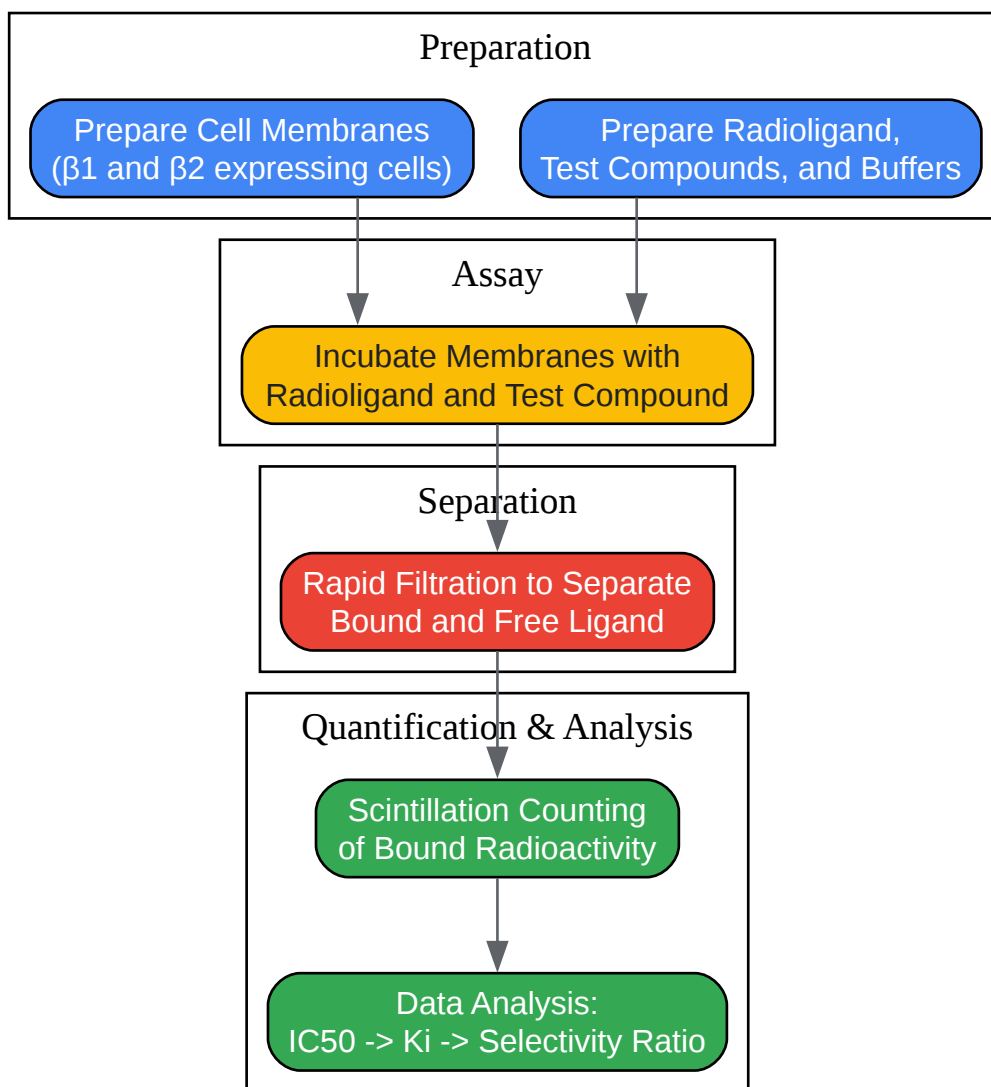 Preparation
Prepare Cell Membranes
(β1 and β2 expressing cells)
Prepare Radioligand,
Test Compounds, and Buffers
Assay
Incubate Membranes with
Radioligand and Test Compound
Separation
Rapid Filtration to Separate
Bound and Free Ligand
Quantification & Analysis
Scintillation Counting
of Bound Radioactivity
Data Analysis:
IC50 -> Ki -> Selectivity Ratio